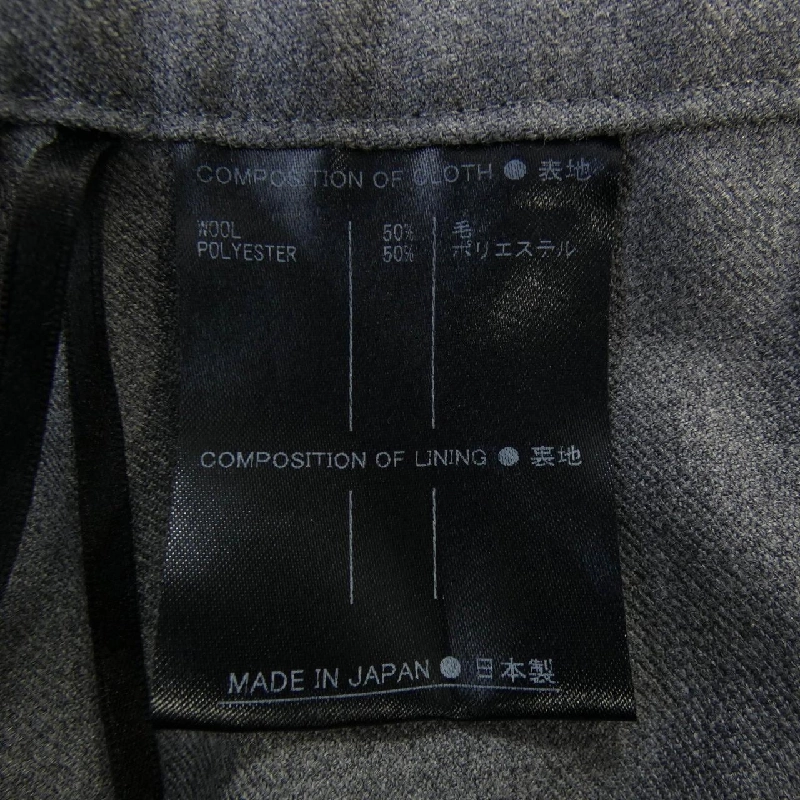 COMPOSITION OF CLOTH ● 表地
WOOL 50% 毛
POLYESTER 50% ポリエステル
COMPOSITION OF LINING ● 裏地
MADE IN JAPAN ● 日本製